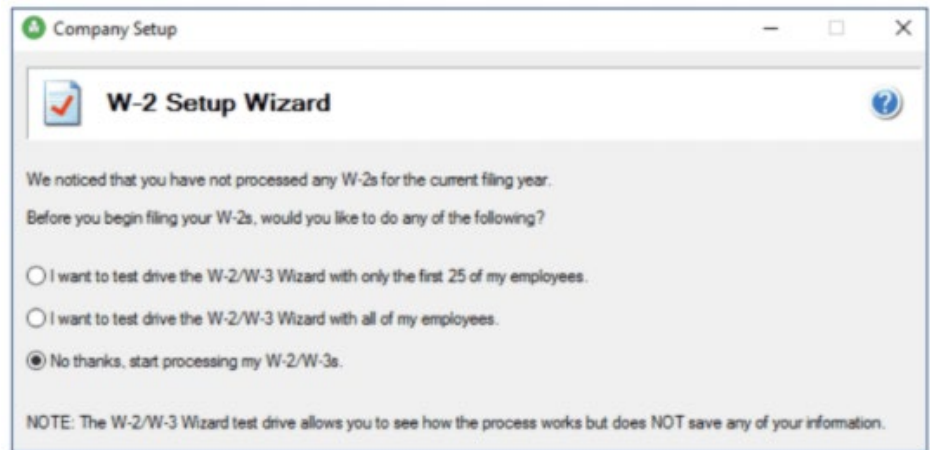 Company Setup
W-2 Setup Wizard
We noticed that you have not processed any W-2s for the current filing year.
Before you begin filing your W-2s, would you like to do any of the following?
I want to test drive the W-2/W-3 Wizard with only the first 25 of my employees.
I want to test drive the W-2/W-3 Wizard with all of my employees.
No thanks, start processing my W-2/W-3s.
NOTE: The W-2/W-3 Wizard test drive allows you to see how the process works but does NOT save any of your information.